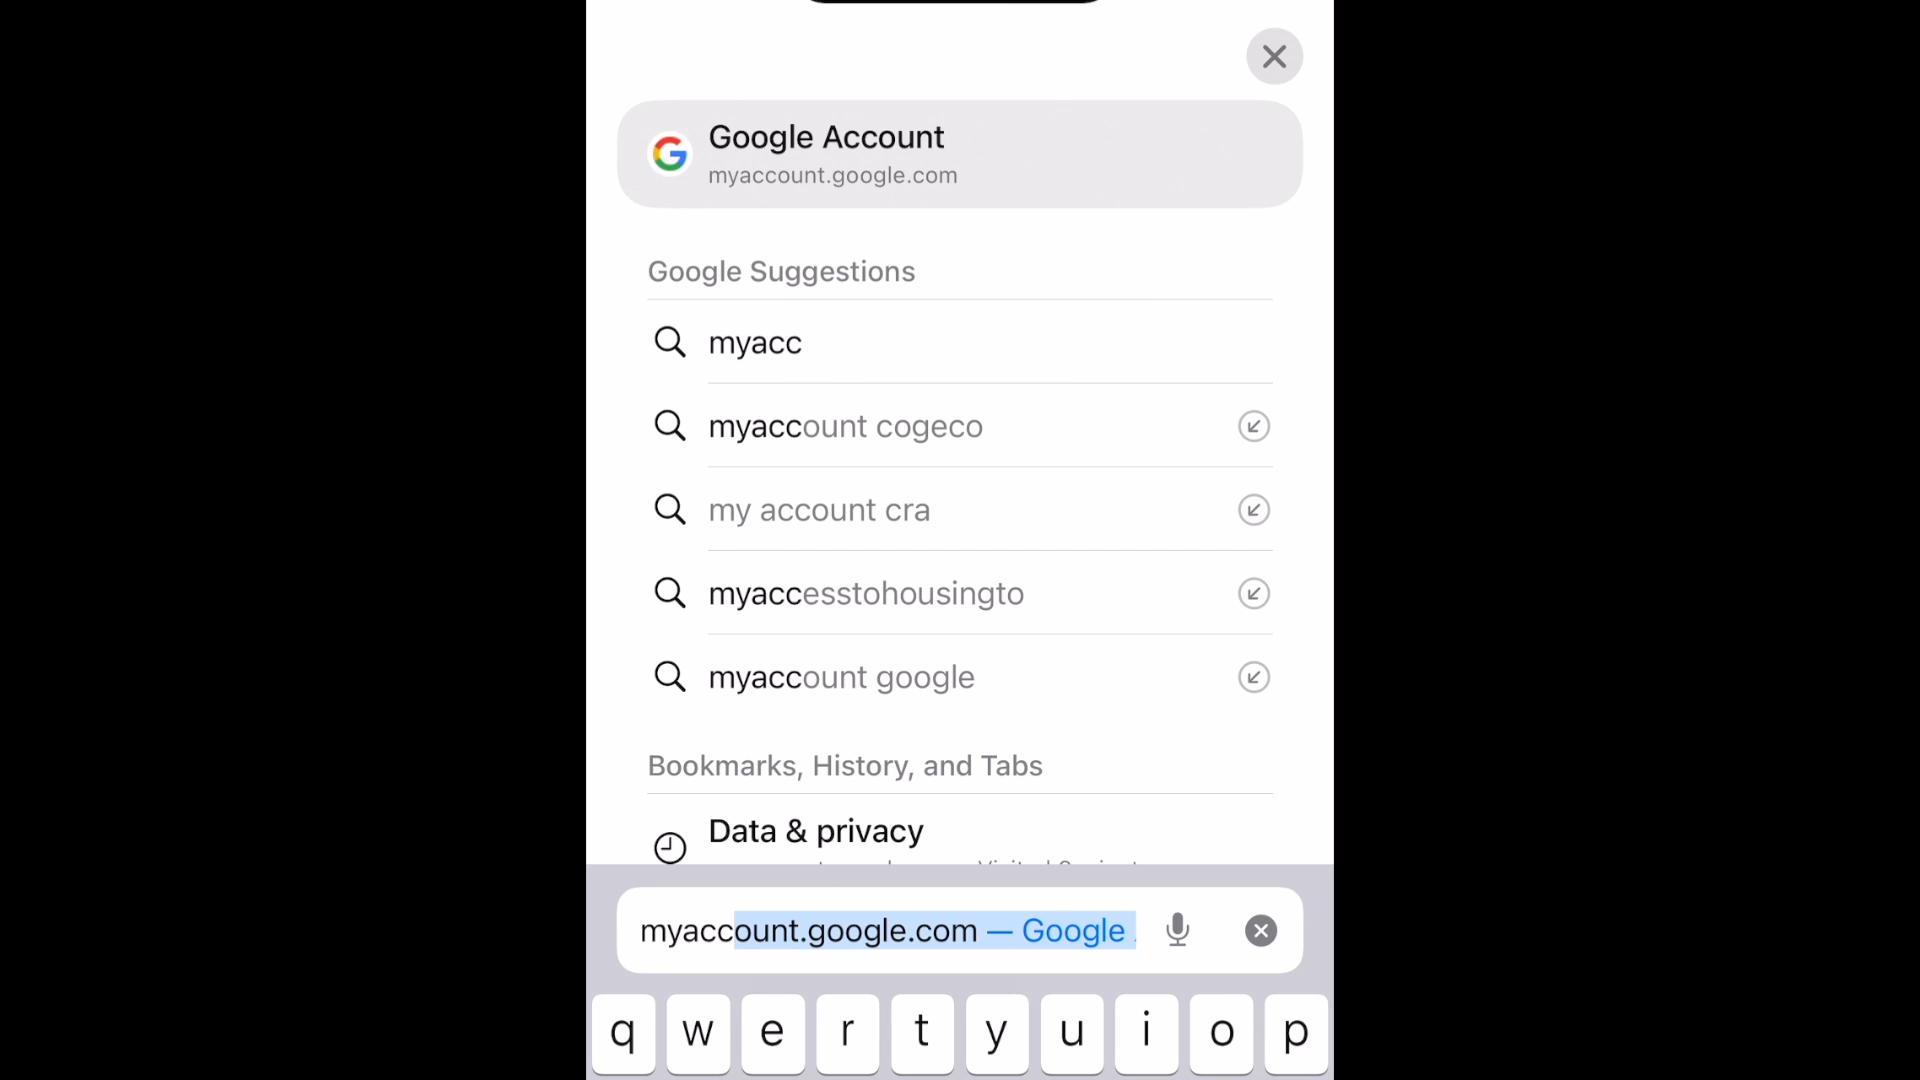 Google Account
myaccount.google.com
Google Suggestions
myacc
myaccount cogeco
my account cra
myaccesstohousingto
myaccount google
Bookmarks, History, and Tabs
Data & privacy
myaccount.google.com — Google
q w e r t y u i o p